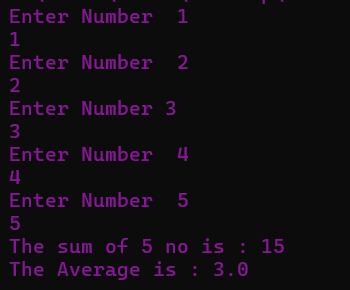 Enter Number  1
1
Enter Number  2
2
Enter Number 3
3
Enter Number  4
4
Enter Number  5
5
The sum of 5 no is : 15
The Average is : 3.0